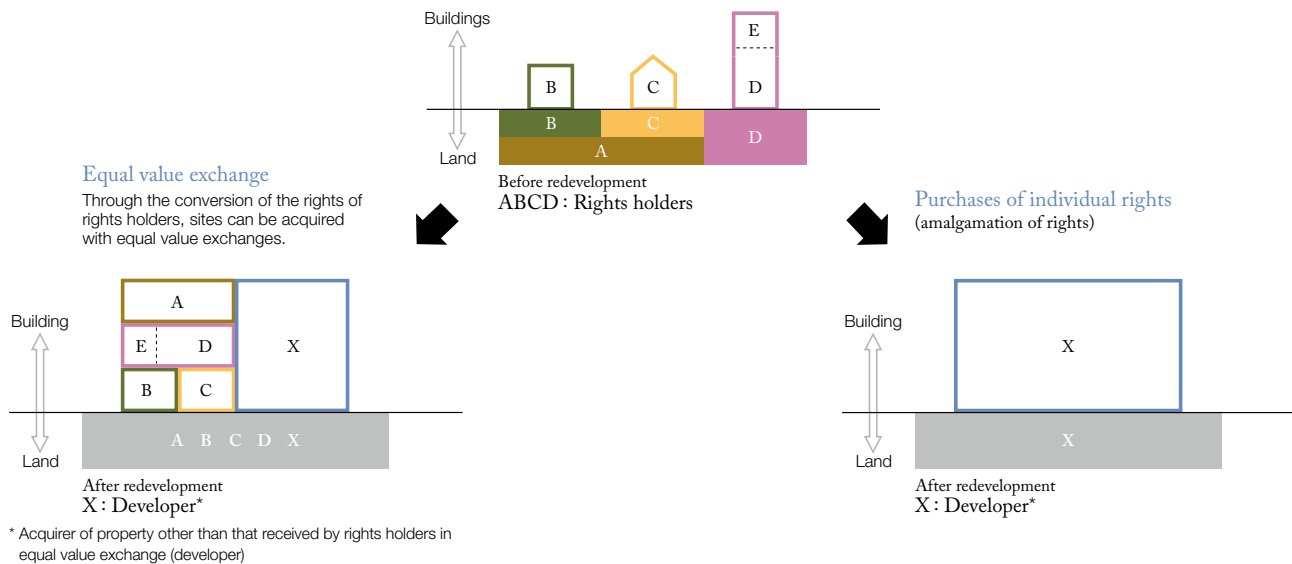 Buildings
E
B
C
D
B
C
D
A
Land
Before redevelopment
ABCD : Rights holders
Equal value exchange
Through the conversion of the rights of
rights holders, sites can be acquired
with equal value exchanges.
Purchases of individual rights
(amalgamation of rights)
A
Building
E
D
X
B
C
A B C D X
Land
After redevelopment
X : Developer*
* Acquirer of property other than that received by rights holders in
equal value exchange (developer)
Building
X
X
Land
After redevelopment
X : Developer*